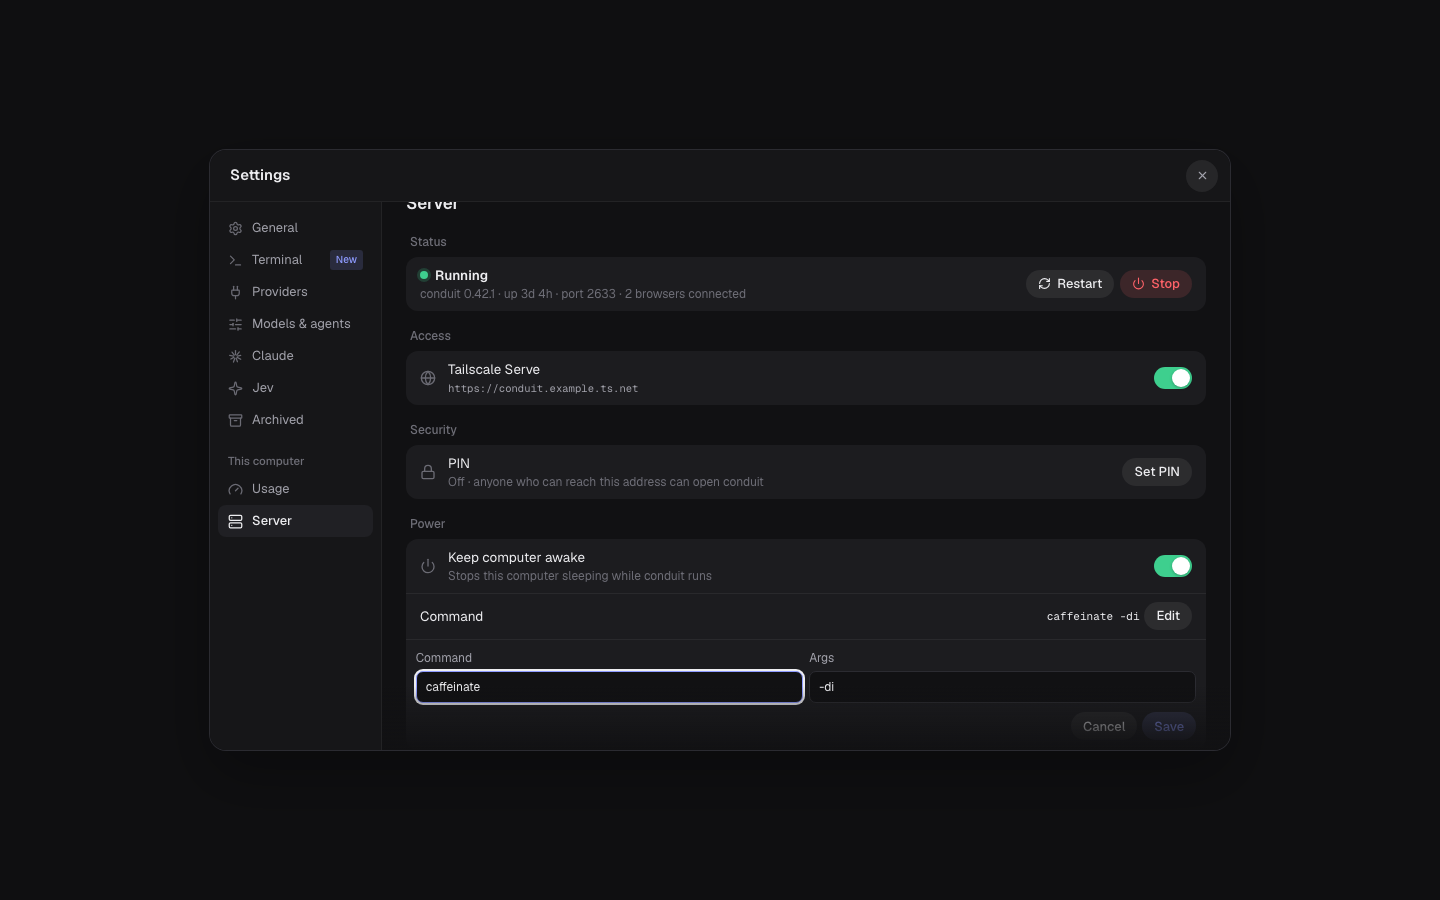 Settings
General
Terminal New
Providers
Models & agents
Claude
Jev
Archived
This computer
Usage
Server
Server
Status
Running
conduit 0.42.1 · up 3d 4h · port 2633 · 2 browsers connected
Restart
Stop
Access
Tailscale Serve
https://conduit.example.ts.net
Security
PIN
Off · anyone who can reach this address can open conduit
Set PIN
Power
Keep computer awake
Stops this computer sleeping while conduit runs
Command
caffeinate -di Edit
Command
Args
caffeinate
-di
Cancel
Save